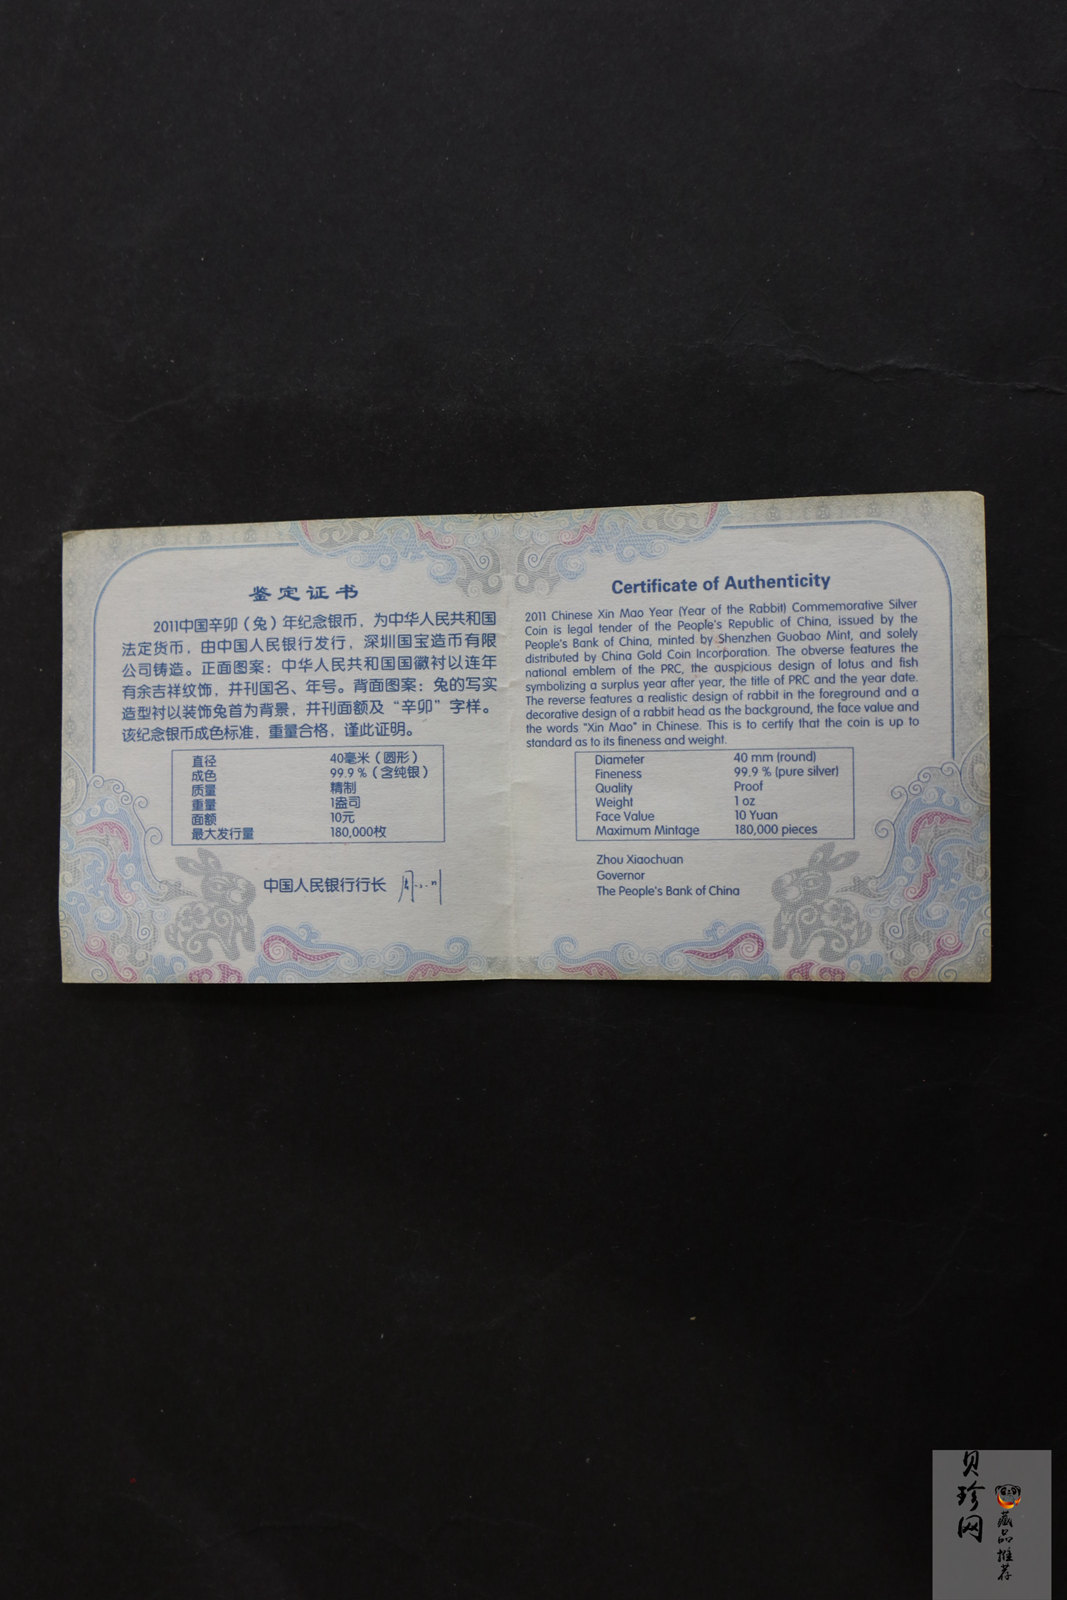 鉴定证书
2011中国辛卯（兔）年纪念银币，为中华人民共和国
法定货币，由中国人民银行发行，深圳国宝造币有限
公司铸造。正面图案：中华人民共和国国徽衬以连年
有余吉祥纹饰，并刊国名、年号。背面图案：兔的写实
造型衬以装饰兔首为背景，并刊面额及“辛卯”字样。
该纪念银币成色标准，重量合格，谨此证明。
直径 40毫米（圆形）
成色 99.9 %（含纯银）
质量 精制
重量 1盎司
面额 10元
最大发行量 180,000枚
中国人民银行行长
Certificate of Authenticity
2011 Chinese Xin Mao Year (Year of the Rabbit) Commemorative Silver
Coin is legal tender of the People's Republic of China, issued by the
People's Bank of China, minted by Shenzhen Guobao Mint, and solely
distributed by China Gold Coin Incorporation. The obverse features the
national emblem of the PRC, the auspicious design of lotus and fish
symbolizing a surplus year after year, the title of PRC and the year date.
The reverse features a realistic design of rabbit in the foreground and a
decorative design of a rabbit head as the background, the face value and
the words "Xin Mao" in Chinese. This is to certify that the coin is up to
standard as to its fineness and weight.
Diameter 40 mm (round)
Fineness 99.9 % (pure silver)
Quality Proof
Weight 1 oz
Face Value 10 Yuan
Maximum Mintage 180,000 pieces
Zhou Xiaochuan
Governor
The People's Bank of China
贝珍网
藏品推荐